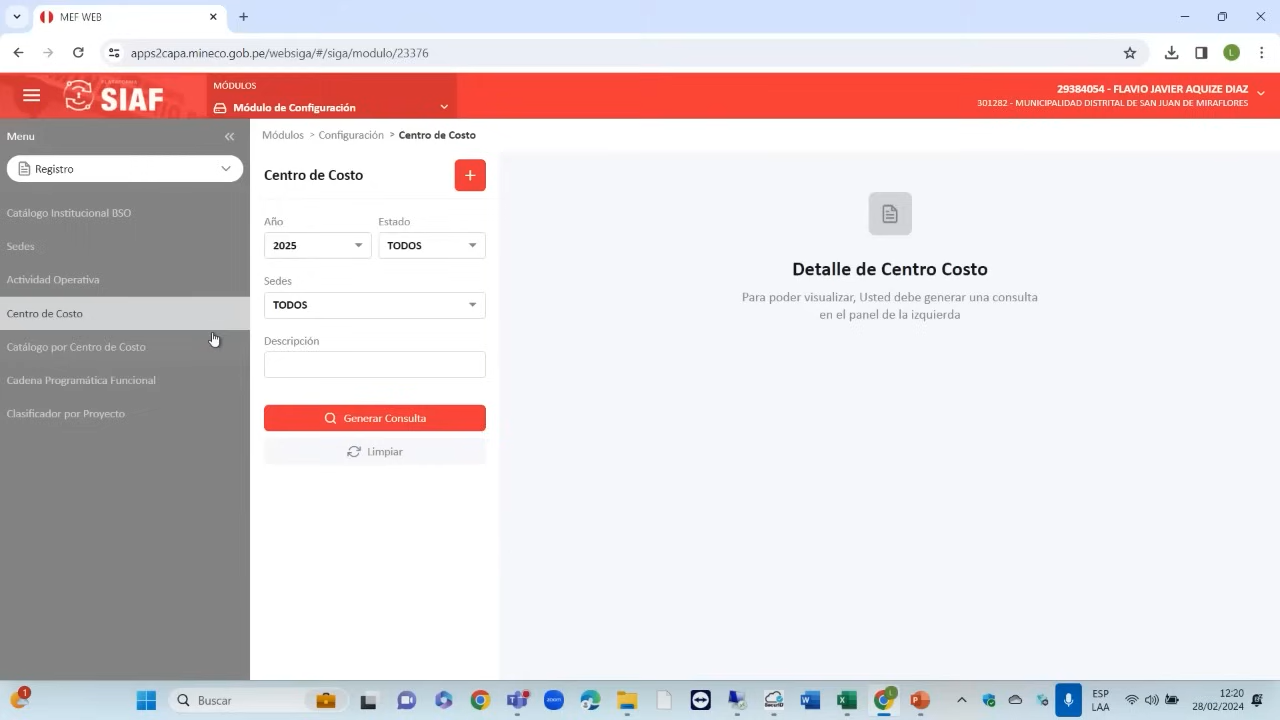 MEF WEB
apps2capa.mineco.gob.pe/websiga/#/siga/modulo/23376
L
SIAF
MÓDULOS
Módulo de Configuración
29384054 - FLAVIO JAVIER AQUIZE DIAZ
301282 - MUNICIPALIDAD DISTRITAL DE SAN JUAN DE MIRAFLORES
Menu
Registro
Catálogo Institucional BSO
Sedes
Actividad Operativa
Centro de Costo
Catálogo por Centro de Costo
Cadena Programática Funcional
Clasificador por Proyecto
Módulos > Configuración > Centro de Costo
Centro de Costo
Año
Estado
2025
TODOS
Sedes
TODOS
Descripción
Generar Consulta
Limpiar
Detalle de Centro Costo
Para poder visualizar, Usted debe generar una consulta
en el panel de la izquierda
1
Buscar
zoom
ESP
LAA
12:20
28/02/2024